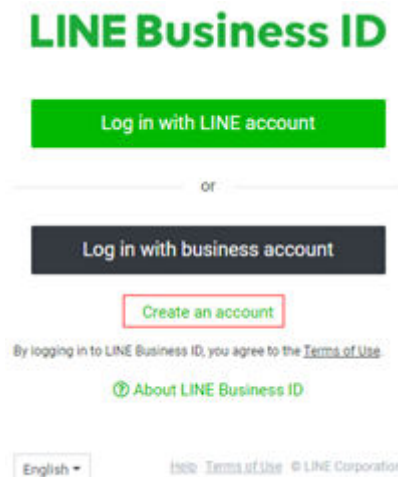 LINE Business ID
Log in with LINE account
or
Log in with business account
Create an account
By logging in to LINE Business ID, you agree to the Terms of Use.
? About LINE Business ID
English Help Terms of Use © LINE Corporation